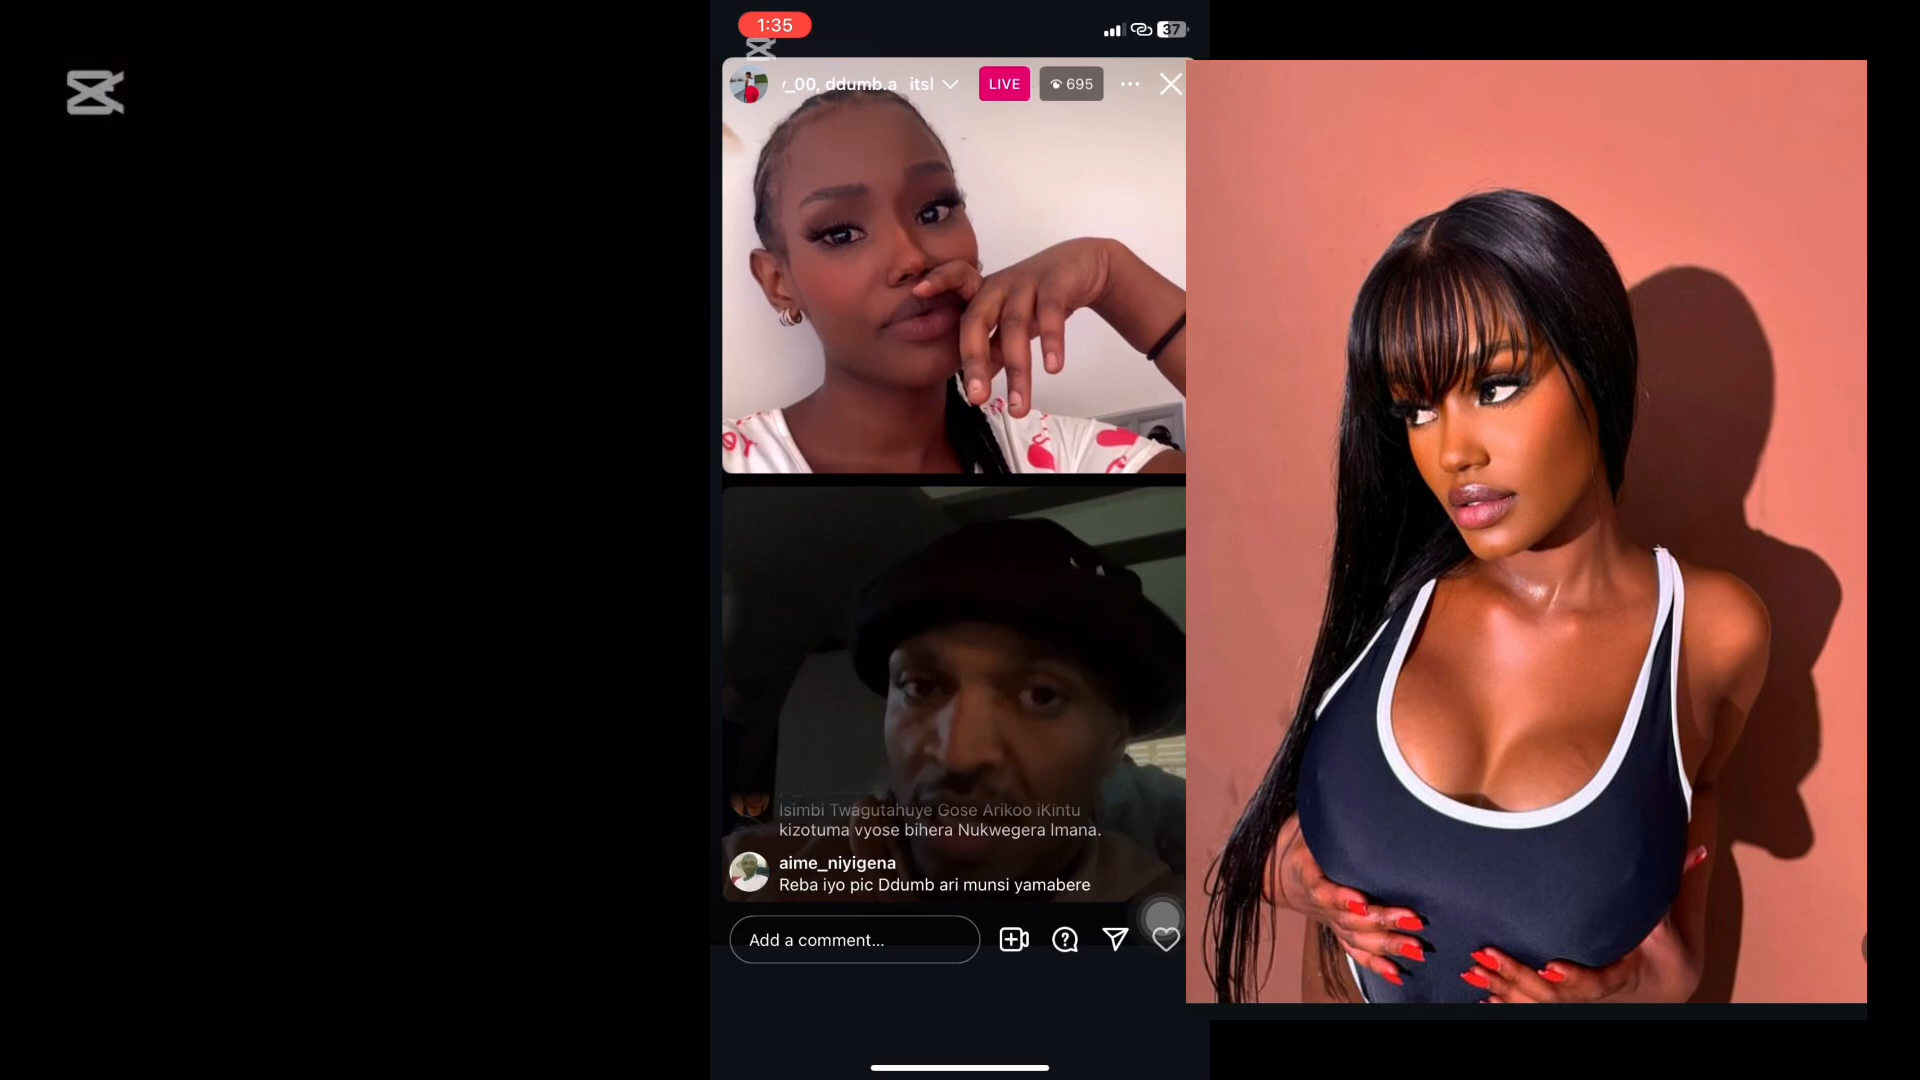 1:35
37
_00, ddumb.a itsl
LIVE
695
Isimbi Twagutahuye Gose Arikoo iKintu
kizotuma vyose bihera Nukwegera Imana.
aime_niyigena
Reba iyo pic Ddumb ari munsi yamabere
Add a comment...